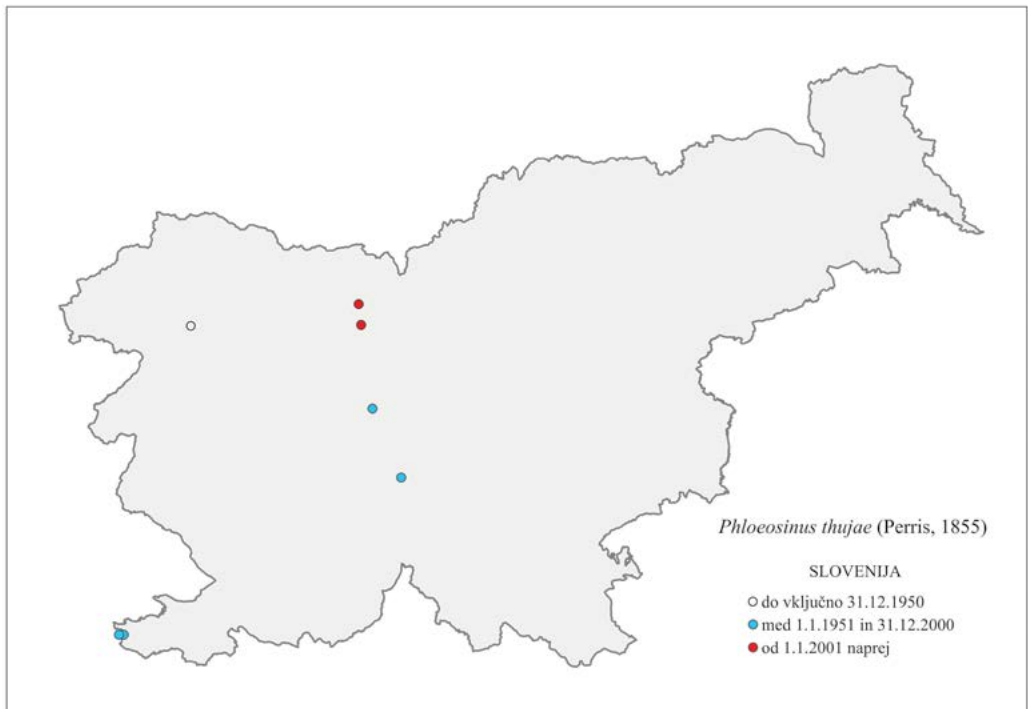 Phloeosinus thujae (Perris, 1855)
SLOVENIJA
do vključno 31.12.1950
med 1.1.1951 in 31.12.2000
od 1.1.2001 naprej